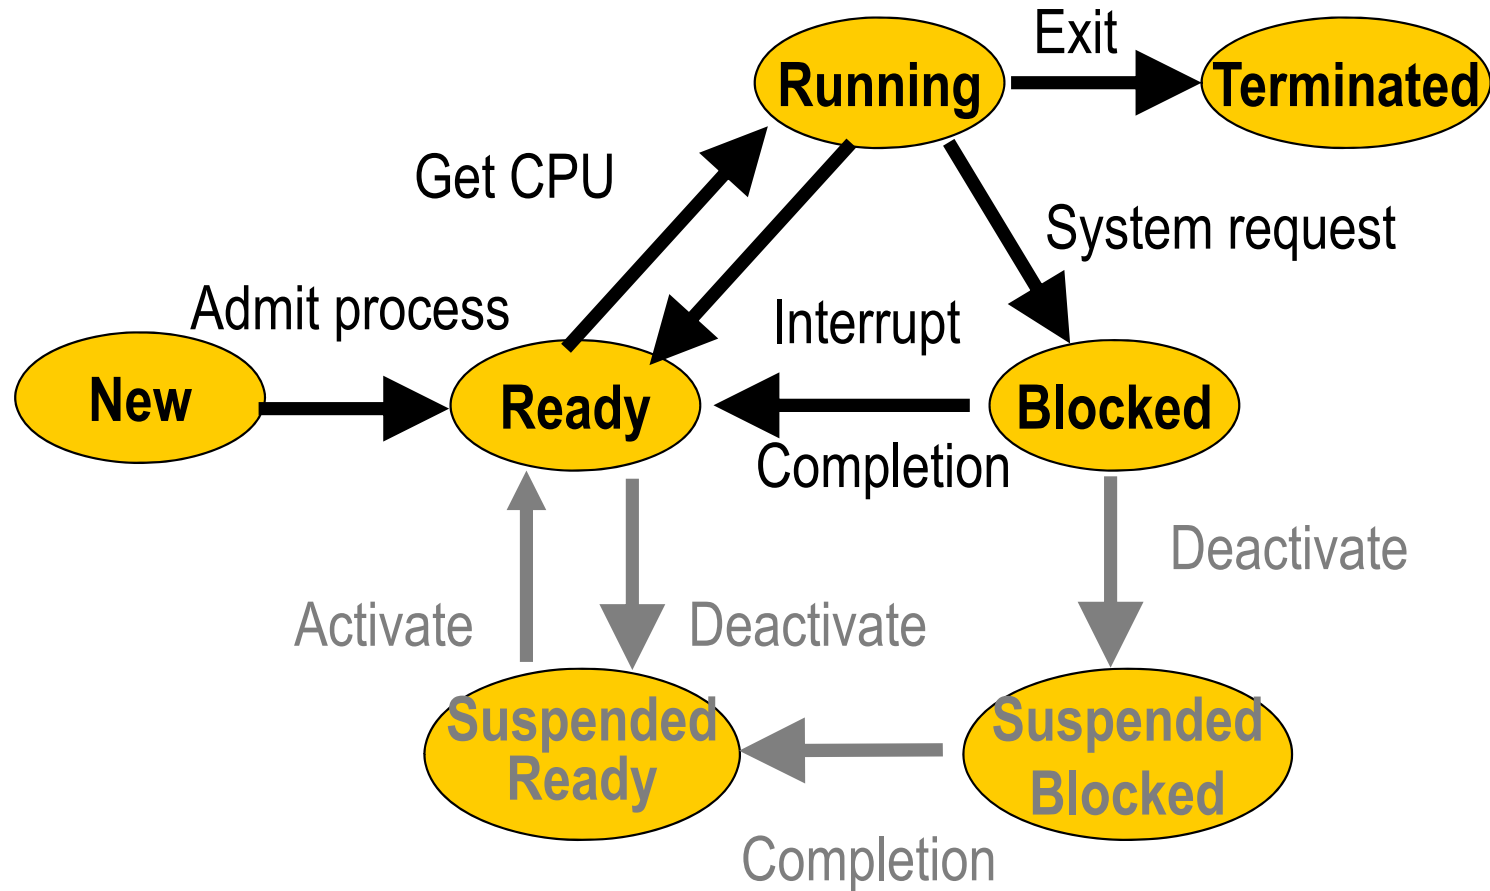 Exit
Running
Terminated
Get CPU
System request
Admit process
Interrupt
New
Ready
Blocked
Completion
Deactivate
Activate
Deactivate
Suspended
Ready
Suspended
Blocked
Completion